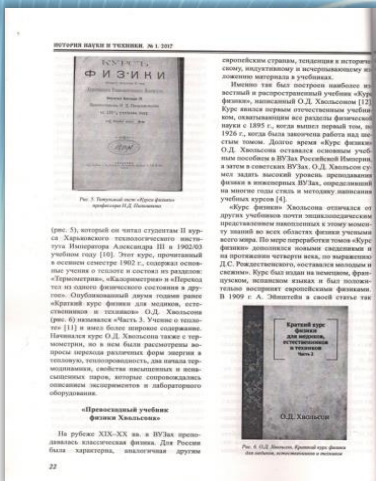 ИСТОРИЯ НАУКИ И ТЕХНИКИ. № 1. 2017
КУРСЪ
ФИЗИКИ
Рис. 5. Титульный лист «Курса физики»
профессора Н.Д. Пильчикова
(рис. 5), который он читал студентам II кур-
са Харьковского технологического инсти-
тута Императора Александра III в 1902/03
учебном году [10]. Этот курс, прочитанный
в осеннем семестре 1902 г., содержал основ-
ные учения о теплоте и состоял из разделов:
«Термометрия», «Калориметрия» и «Переход
тел из одного физического состояния в дру-
гое». Опубликованный двумя годами ранее
«Краткий курс физики для медиков, есте-
ственников и техников» О.Д. Хвольсона
(рис. 6) назывался «Часть 3. Учение о тепло-
те» [11] и имел более широкое содержание.
Начинался курс О.Д. Хвольсона также с тер-
мометрии, но в нем были рассмотрены во-
просы перехода различных форм энергии в
тепловую, теплопроводность, два начала тер-
модинамики, свойства насыщенных и нена-
сыщенных паров, которые сопровождались
описанием экспериментов и лабораторного
оборудования.
«Превосходный учебник
физики Хвольсона»
На рубеже XIX–XX вв. в ВУЗах препо-
давалась классическая физика. Для России
была характерна, аналогичная другим
22
европейским странам, тенденция к историче-
скому, индуктивному и исчерпывающему из-
ложению материала в учебниках.
Именно так был построен наиболее из-
вестный и распространенный учебник «Курс
физики», написанный О.Д. Хвольсоном [12]
Курс явился первым отечественным учебни-
ком, охватывающим все разделы физической
науки с 1895 г., когда вышел первый том, по
1926 г., когда была закончена работа над ше-
стым томом. Долгое время «Курс физики»
О.Д. Хвольсона оставался основным учеб-
ным пособием в ВУЗах Российской Империи,
а затем в советских ВУЗах. О.Д. Хвольсон су-
мел задать высокий уровень преподавания
физики в инженерных ВУЗах, определивший
на многие годы стиль и методику написания
учебных курсов [4].
«Курс физики» Хвольсона отличался от
других учебников почти энциклопедическим
представлением накопленных к этому момен-
ту знаний во всех областях физики учеными
всего мира. По мере переработки томов «Курс
физики» дополнялся новыми сведениями и
на протяжении четверти века, по выражению
Д.С. Рождественского, «оставался молодым и
свежим». Курс был издан на немецком, фран-
цузском, испанском языках и был положи-
тельно воспринят европейскими физиками.
В 1909 г. А. Эйнштейн в своей статье так
Краткий курс
физики
для медиков,
естественников
и техников
Часть 3
О.Д. Хвольсон
Рис. 6. О.Д. Хвольсон. Краткий курс физики
для медиков, естественников и техников